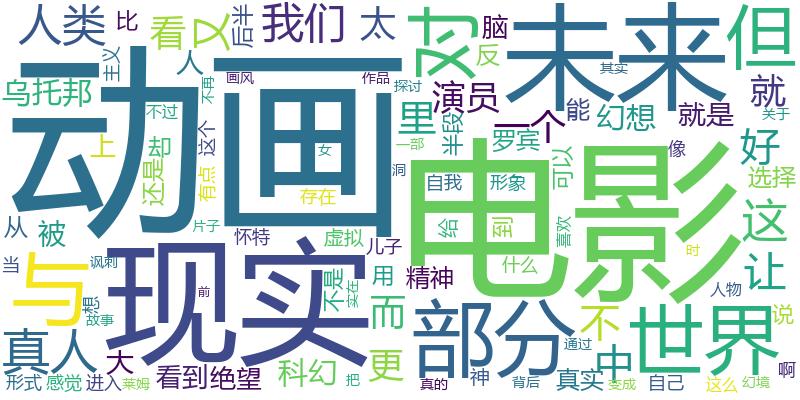 人类 比 看 又 后半 我们 太 对 脑 未来 但
主义 人 画风 作品 反 其实 就
乌托邦 不过 动画 不再 探讨 演员 能 幻想 就是 关于
上 还是 岩 这个 里 一个 罗宾 好
有点 女 一部 半段 可以 像
存在 洞 自我 形象 选择
从 被 片子 怀特 虚拟 儿子 给 电影 到 喜欢 这
当 讽刺 与 现实 不是 实在 用 精神 什么 时 让
想 故事 前 而 部分 不 世界 人物 说
真人 大 看到 绝望 科幻 更 通过 中
形式 感觉 进入 莱姆 把 真的 神 背后 真实 变成 自己 这么 幻境 啊